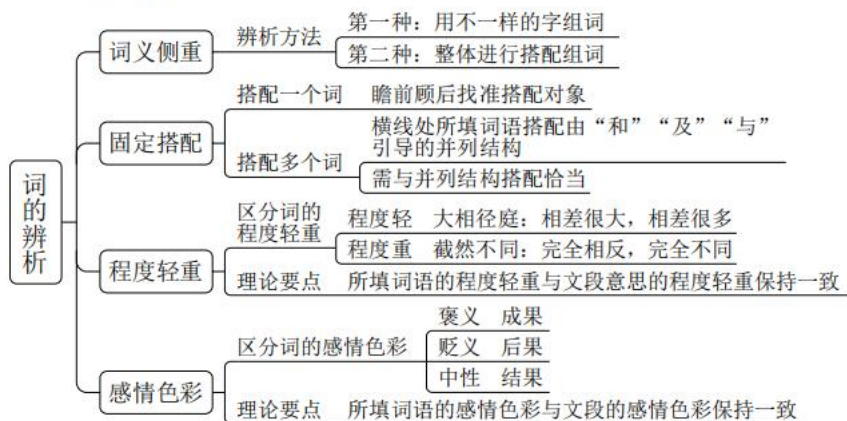 词的辨析
词义侧重
辨析方法
第一种：用不一样的字组词
第二种：整体进行搭配组词
固定搭配
搭配一个词 瞻前顾后找准搭配对象
搭配多个词
横线处所填词语搭配由“和”“及”“与”
引导的并列结构
需与并列结构搭配恰当
程度轻重
区分词的
程度轻重
程度轻 大相径庭：相差很大，相差很多
程度重 截然不同：完全相反，完全不同
理论要点 所填词语的程度轻重与文段意思的程度轻重保持一致
感情色彩
区分词的感情色彩
褒义 成果
贬义 后果
中性 结果
理论要点 所填词语的感情色彩与文段的感情色彩保持一致